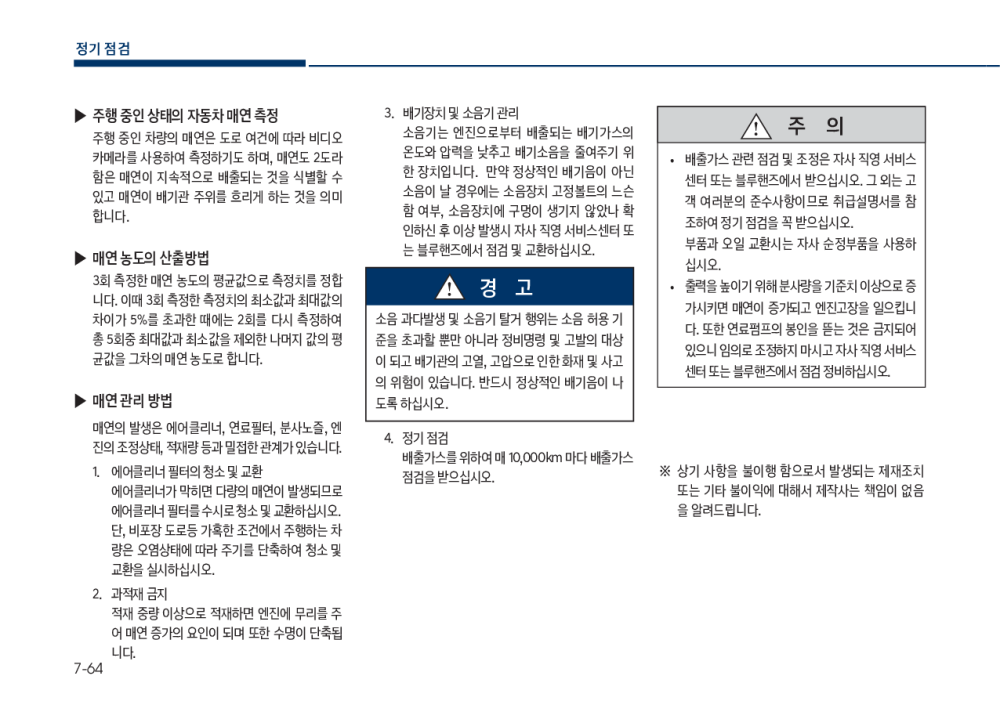 정기 점검
▶ 주행 중인 상태의 자동차 매연 측정
주행 중인 차량의 매연은 도로 여건에 따라 비디오
카메라를 사용하여 측정하기도 하며, 매연도 2도라
함은 매연이 지속적으로 배출되는 것을 식별할 수
있고 매연이 배기관 주위를 흐리게 하는 것을 의미
합니다.
▶ 매연 농도의 산출방법
3회 측정한 매연 농도의 평균값으로 측정치를 정합
니다. 이때 3회 측정한 측정치의 최소값과 최대값의
차이가 5%를 초과한 때에는 2회를 다시 측정하여
총 5회중 최대값과 최소값을 제외한 나머지 값의 평
균값을 그차의 매연 농도로 합니다.
▶ 매연 관리 방법
매연의 발생은 에어클리너, 연료필터, 분사노즐, 엔
진의 조정상태, 적재량 등과 밀접한 관계가 있습니다.
1. 에어클리너 필터의 청소 및 교환
에어클리너가 막히면 다량의 매연이 발생되므로
에어클리너 필터를 수시로 청소 및 교환하십시오.
단, 비포장 도로등 가혹한 조건에서 주행하는 차
량은 오염상태에 따라 주기를 단축하여 청소 및
교환을 실시하십시오.
2. 과적재 금지
적재 중량 이상으로 적재하면 엔진에 무리를 주
어 매연 증가의 요인이 되며 또한 수명이 단축됩
니다.
3. 배기장치 및 소음기 관리
소음기는 엔진으로부터 배출되는 배기가스의
온도와 압력을 낮추고 배기소음을 줄여주기 위
한 장치입니다. 만약 정상적인 배기음이 아닌
소음이 날 경우에는 소음장치 고정볼트의 느슨
함 여부, 소음장치에 구멍이 생기지 않았나 확
인하신 후 이상 발생시 자사 직영 서비스센터 또
는 블루핸즈에서 점검 및 교환하십시오.
경 고
소음 과다발생 및 소음기 탈거 행위는 소음 허용 기
준을 초과할 뿐만 아니라 정비명령 및 고발의 대상
이 되고 배기관의 고열, 고압으로 인한 화재 및 사고
의 위험이 있습니다. 반드시 정상적인 배기음이 나
도록 하십시오.
4. 정기 점검
배출가스를 위하여 매 10,000km 마다 배출가스
점검을 받으십시오.
주 의
• 배출가스 관련 점검 및 조정은 자사 직영 서비스
센터 또는 블루핸즈에서 받으십시오. 그 외는 고
객 여러분의 준수사항이므로 취급설명서를 참
조하여 정기 점검을 꼭 받으십시오.
부품과 오일 교환시는 자사 순정부품을 사용하
십시오.
• 출력을 높이기 위해 분사량을 기준치 이상으로 증
가시키면 매연이 증가되고 엔진고장을 일으킵니
다. 또한 연료펌프의 봉인을 뜯는 것은 금지되어
있으니 임의로 조정하지 마시고 자사 직영 서비스
센터 또는 블루핸즈에서 점검 정비하십시오.
※ 상기 사항을 불이행 함으로서 발생되는 제재조치
또는 기타 불이익에 대해서 제작사는 책임이 없음
을 알려드립니다.
7-64